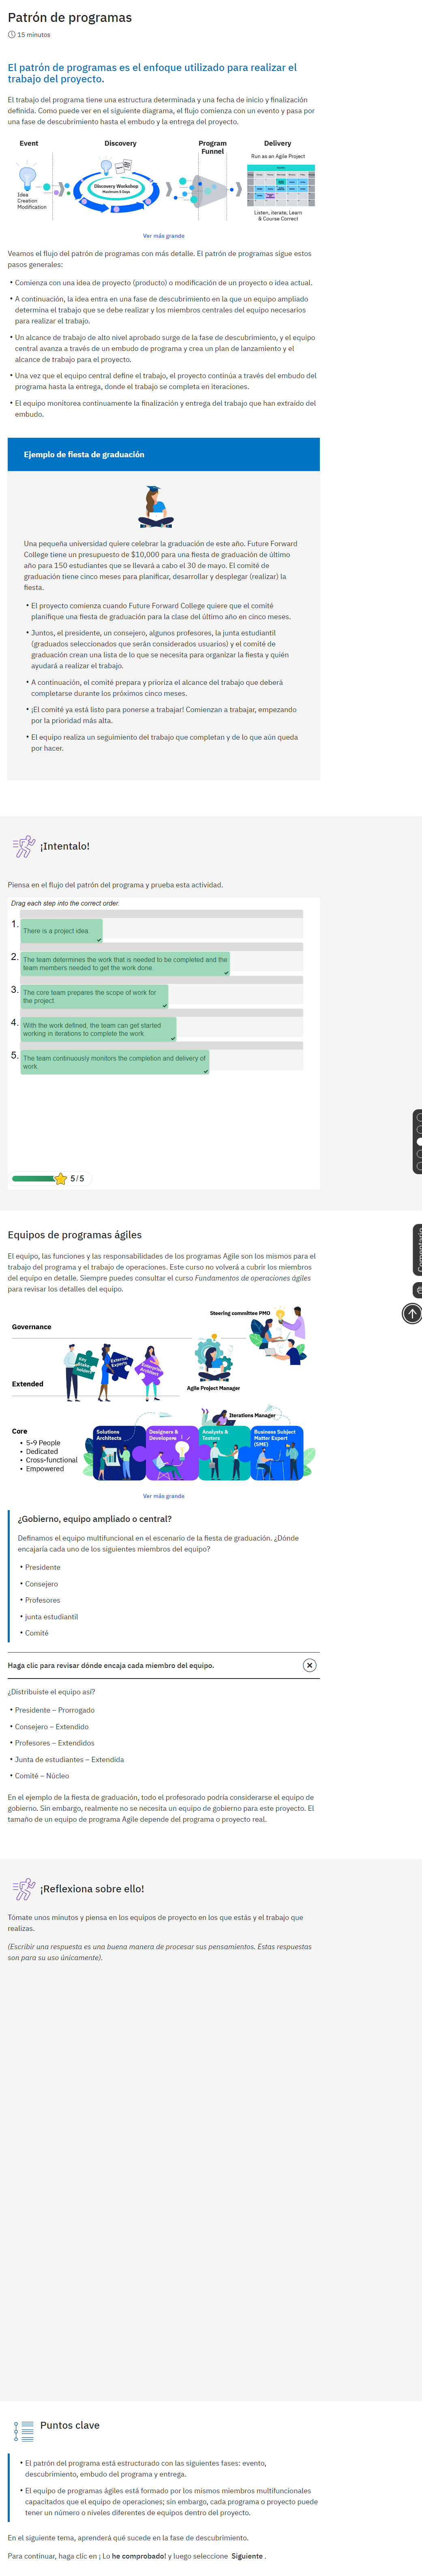 Patrón de programas
15 minutos
El patrón de programas es el enfoque utilizado para realizar el
trabajo del proyecto.
El trabajo del programa tiene una estructura determinada y una fecha de inicio y finalización
definida. Como puede ver en el siguiente diagrama, el flujo comienza con un evento y pasa por
una fase de descubrimiento hasta el embudo y la entrega del proyecto.
Event
Discovery
Program
Funnel
Delivery
Run as an Agile Project
Discovery Workshop
Maximum 5 Days
Idea
Creation
Modification
Listen, iterate, Learn
& Course Correct
Ver más grande
Veamos el flujo del patrón de programas con más detalle. El patrón de programas sigue estos
pasos generales:
• Comienza con una idea de proyecto (producto) o modificación de un proyecto o idea actual.
• A continuación, la idea entra en una fase de descubrimiento en la que un equipo ampliado
determina el trabajo que se debe realizar y los miembros centrales del equipo necesarios
para realizar el trabajo.
• Un alcance de trabajo de alto nivel aprobado surge de la fase de descubrimiento, y el equipo
central avanza a través de un embudo de programa y crea un plan de lanzamiento y el
alcance de trabajo para el proyecto.
• Una vez que el equipo central define el trabajo, el proyecto continúa a través del embudo del
programa hasta la entrega, donde el trabajo se completa en iteraciones.
• El equipo monitorea continuamente la finalización y entrega del trabajo que han extraído del
embudo.
Ejemplo de fiesta de graduación
Una pequeña universidad quiere celebrar la graduación de este año. Future Forward
College tiene un presupuesto de $10,000 para una fiesta de graduación de último
año para 150 estudiantes que se llevará a cabo el 30 de mayo. El comité de
graduación tiene cinco meses para planificar, desarrollar y desplegar (realizar) la
fiesta.
• El proyecto comienza cuando Future Forward College quiere que el comité
planifique una fiesta de graduación para la clase del último año en cinco meses.
• Juntos, el presidente, un consejero, algunos profesores, la junta estudiantil
(graduados seleccionados que serán considerados usuarios) y el comité de
graduación crean una lista de lo que se necesita para organizar la fiesta y quién
ayudará a realizar el trabajo.
• A continuación, el comité prepara y prioriza el alcance del trabajo que deberá
completarse durante los próximos cinco meses.
• ¡El comité ya está listo para ponerse a trabajar! Comienzan a trabajar, empezando
por la prioridad más alta.
• El equipo realiza un seguimiento del trabajo que completan y de lo que aún queda
por hacer.
¡Intentalo!
Piensa en el flujo del patrón del programa y prueba esta actividad.
Drag each step into the correct order.
1. There is a project idea.
2. The team determines the work that is needed to be completed and the
team members needed to get the work done.
3. The core team prepares the scope of work for
the project.
4. With the work defined, the team can get started
working in iterations to complete the work.
5. The team continuously monitors the completion and delivery of
work.
5/5
Comentario
Equipos de programas ágiles
El equipo, las funciones y las responsabilidades de los programas Agile son los mismos para el
trabajo del programa y el trabajo de operaciones. Este curso no volverá a cubrir los miembros
del equipo en detalle. Siempre puedes consultar el curso Fundamentos de operaciones ágiles
para revisar los detalles del equipo.
Steering committee PMO
Governance
Extended
Agile Project Manager
Iterations Manager
Core
• 5-9 People
• Dedicated
• Cross-functional
• Empowered
Solutions
Architects
Designers &
Developers
Analysts &
Testers
Business Subject
Matter Expert
(SME)
Ver más grande
¿Gobierno, equipo ampliado o central?
Definamos el equipo multifuncional en el escenario de la fiesta de graduación. ¿Dónde
encajaría cada uno de los siguientes miembros del equipo?
• Presidente
• Consejero
• Profesores
• junta estudiantil
• Comité
Haga clic para revisar dónde encaja cada miembro del equipo.
¿Distribuiste el equipo así?
• Presidente – Prorrogado
• Consejero – Extendido
• Profesores – Extendidos
• Junta de estudiantes – Extendida
• Comité – Núcleo
En el ejemplo de la fiesta de graduación, todo el profesorado podría considerarse el equipo de
gobierno. Sin embargo, realmente no se necesita un equipo de gobierno para este proyecto. El
tamaño de un equipo de programa Agile depende del programa o proyecto real.
¡Reflexiona sobre ello!
Tómate unos minutos y piensa en los equipos de proyecto en los que estás y el trabajo que
realizas.
(Escribir una respuesta es una buena manera de procesar sus pensamientos. Estas respuestas
son para su uso únicamente).
Puntos clave
• El patrón del programa está estructurado con las siguientes fases: evento,
descubrimiento, embudo del programa y entrega.
• El equipo de programas ágiles está formado por los mismos miembros multifuncionales
capacitados que el equipo de operaciones; sin embargo, cada programa o proyecto puede
tener un número o niveles diferentes de equipos dentro del proyecto.
En el siguiente tema, aprenderá qué sucede en la fase de descubrimiento.
Para continuar, haga clic en ¡ Lo he comprobado! y luego seleccione Siguiente .